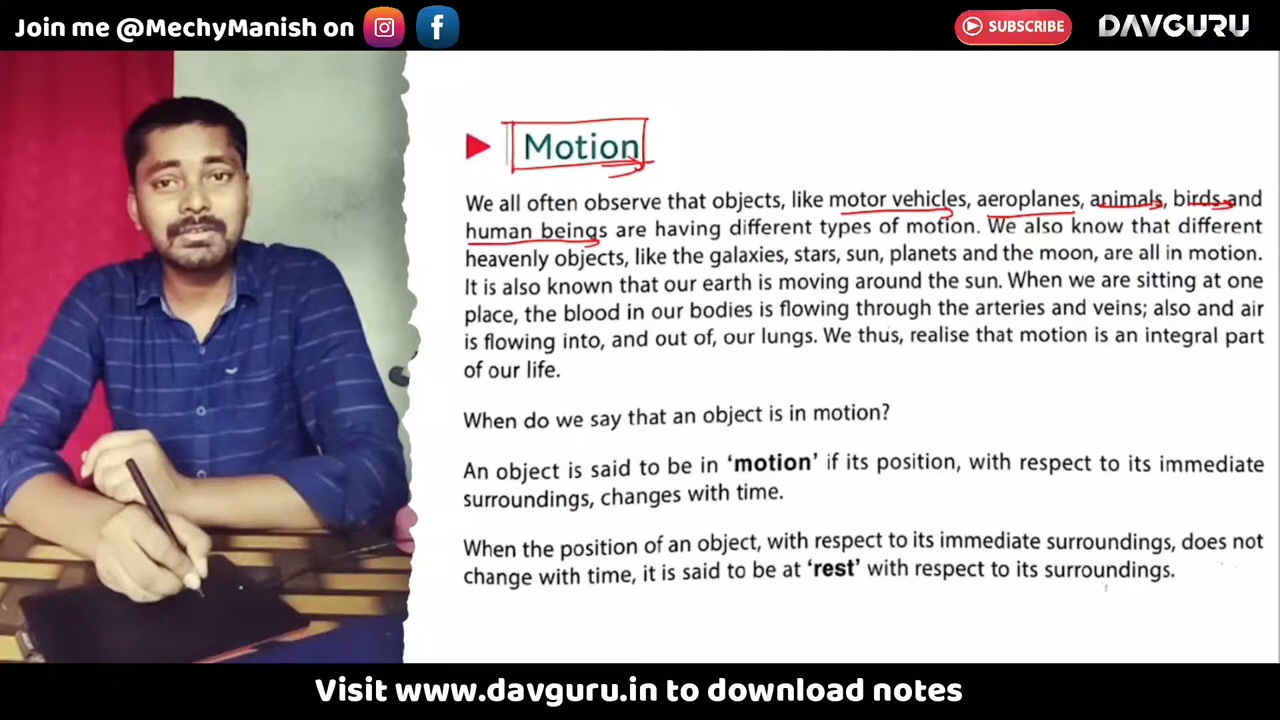 Join me @MechyManish on
SUBSCRIBE
DAVGURU
Motion
We all often observe that objects, like motor vehicles, aeroplanes, animals, birds and
human beings are having different types of motion. We also know that different
heavenly objects, like the galaxies, stars, sun, planets and the moon, are all in motion.
It is also known that our earth is moving around the sun. When we are sitting at one
place, the blood in our bodies is flowing through the arteries and veins; also and air
is flowing into, and out of, our lungs. We thus, realise that motion is an integral part
of our life.
When do we say that an object is in motion?
An object is said to be in ‘motion’ if its position, with respect to its immediate
surroundings, changes with time.
When the position of an object, with respect to its immediate surroundings, does not
change with time, it is said to be at ‘rest’ with respect to its surroundings.
Visit www.davguru.in to download notes